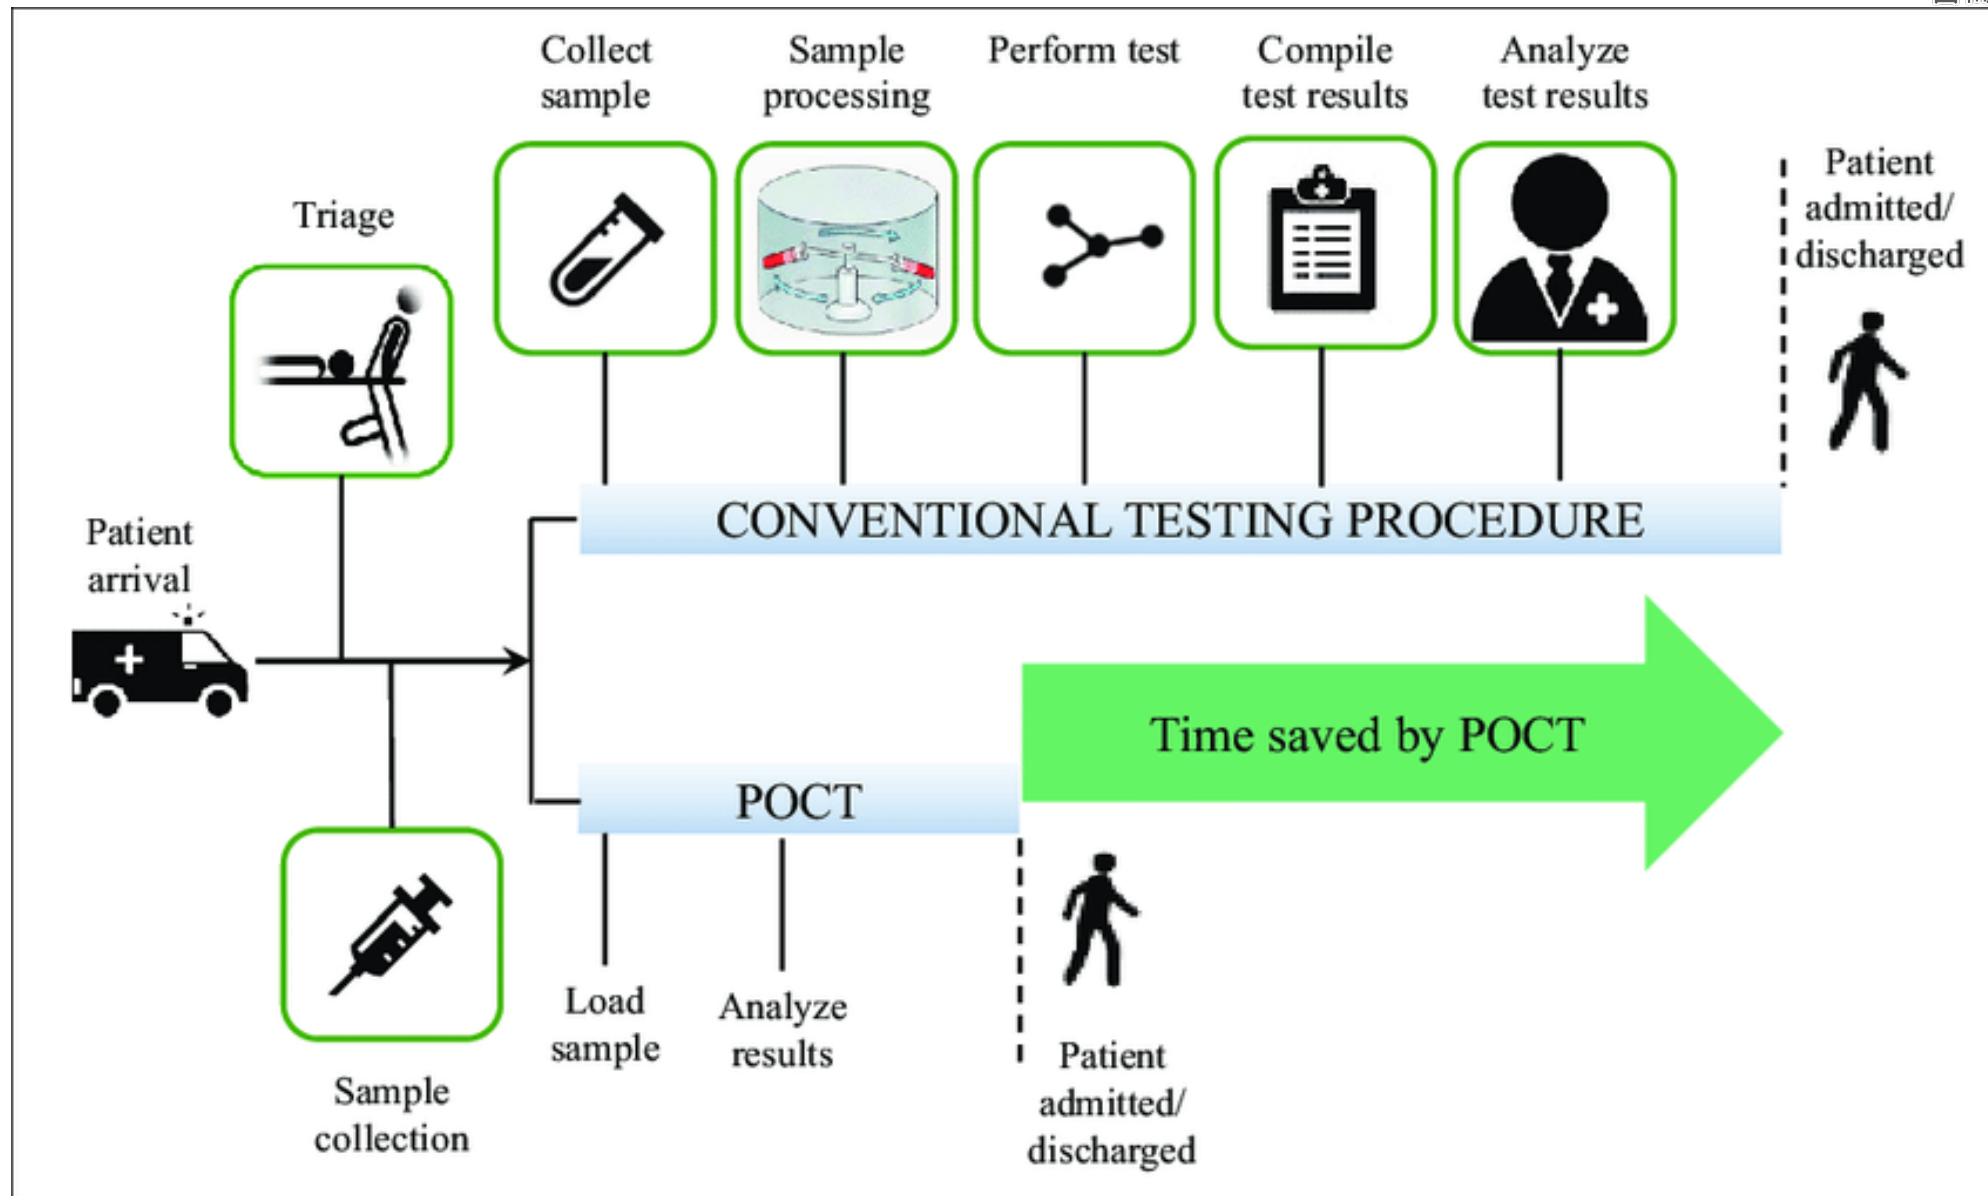 Collect
sample
Sample
processing
Perform test
Compile
test results
Analyze
test results
Patient
admitted/
discharged
Triage
Patient
arrival
CONVENTIONAL TESTING PROCEDURE
Time saved by POCT
POCT
Load
sample
Analyze
results
Patient
admitted/
discharged
Sample
collection